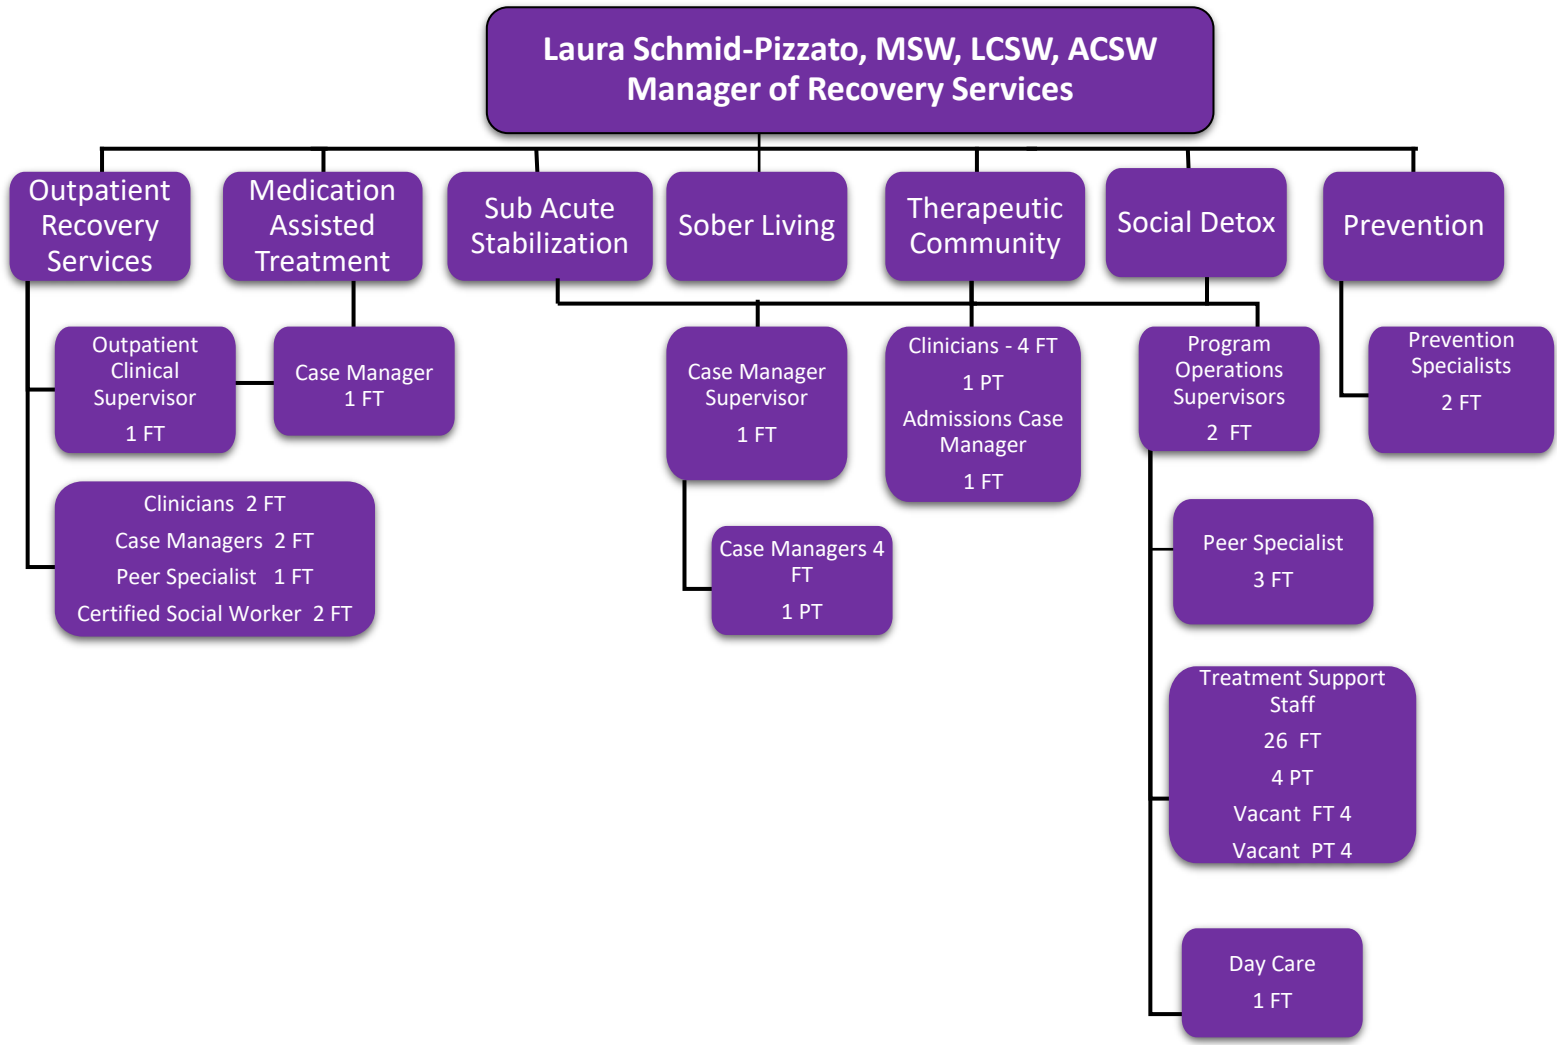 Laura Schmid-Pizzato, MSW, LCSW, ACSW
Manager of Recovery Services
Outpatient
Recovery
Services
Medication
Assisted
Treatment
Sub Acute
Stabilization
Sober Living
Therapeutic
Community
Social Detox
Prevention
Outpatient
Clinical
Supervisor
1 FT
Case Manager
1 FT
Case Manager
Supervisor
1 FT
Clinicians - 4 FT
1 PT
Admissions Case
Manager
1 FT
Program
Operations
Supervisors
2 FT
Prevention
Specialists
2 FT
Clinicians 2 FT
Case Managers 2 FT
Peer Specialist 1 FT
Certified Social Worker 2 FT
Case Managers 4
FT
1 PT
Peer Specialist
3 FT
Treatment Support
Staff
26 FT
4 PT
Vacant FT 4
Vacant PT 4
Day Care
1 FT